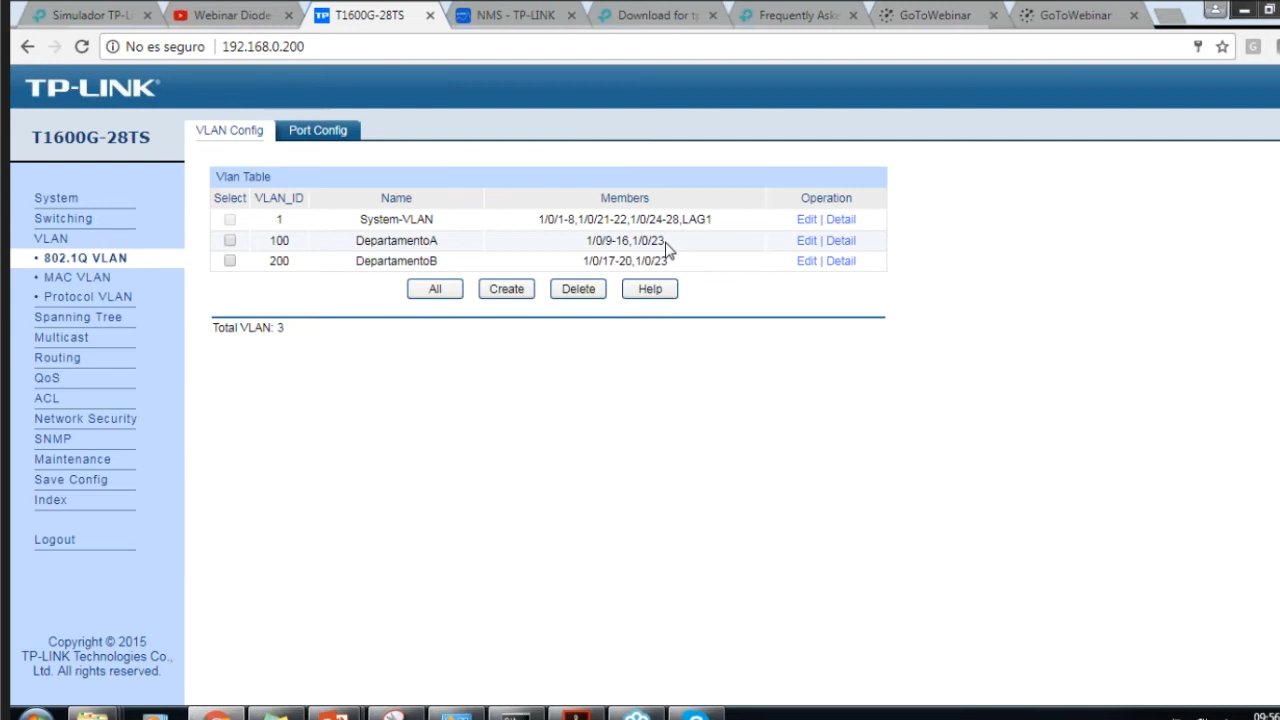 Simulador TP-LI
Webinar Diode
T1600G-28TS
NMS - TP-LINK
Download for t
Frequently Aske
GoToWebinar
GoToWebinar
No es seguro | 192.168.0.200
G
TP-LINK®
T1600G-28TS
VLAN Config
Port Config
System
Switching
VLAN
• 802.1Q VLAN
• MAC VLAN
• Protocol VLAN
Spanning Tree
Multicast
Routing
QoS
ACL
Network Security
SNMP
Maintenance
Save Config
Index
Logout
Copyright © 2015
TP-LINK Technologies Co.,
Ltd. All rights reserved.
Vlan Table
Select VLAN_ID Name Members Operation
1 System-VLAN 1/0/1-8,1/0/21-22,1/0/24-28,LAG1 Edit | Detail
100 DepartamentoA 1/0/9-16,1/0/23 Edit | Detail
200 DepartamentoB 1/0/17-20,1/0/23 Edit | Detail
All Create Delete Help
Total VLAN: 3